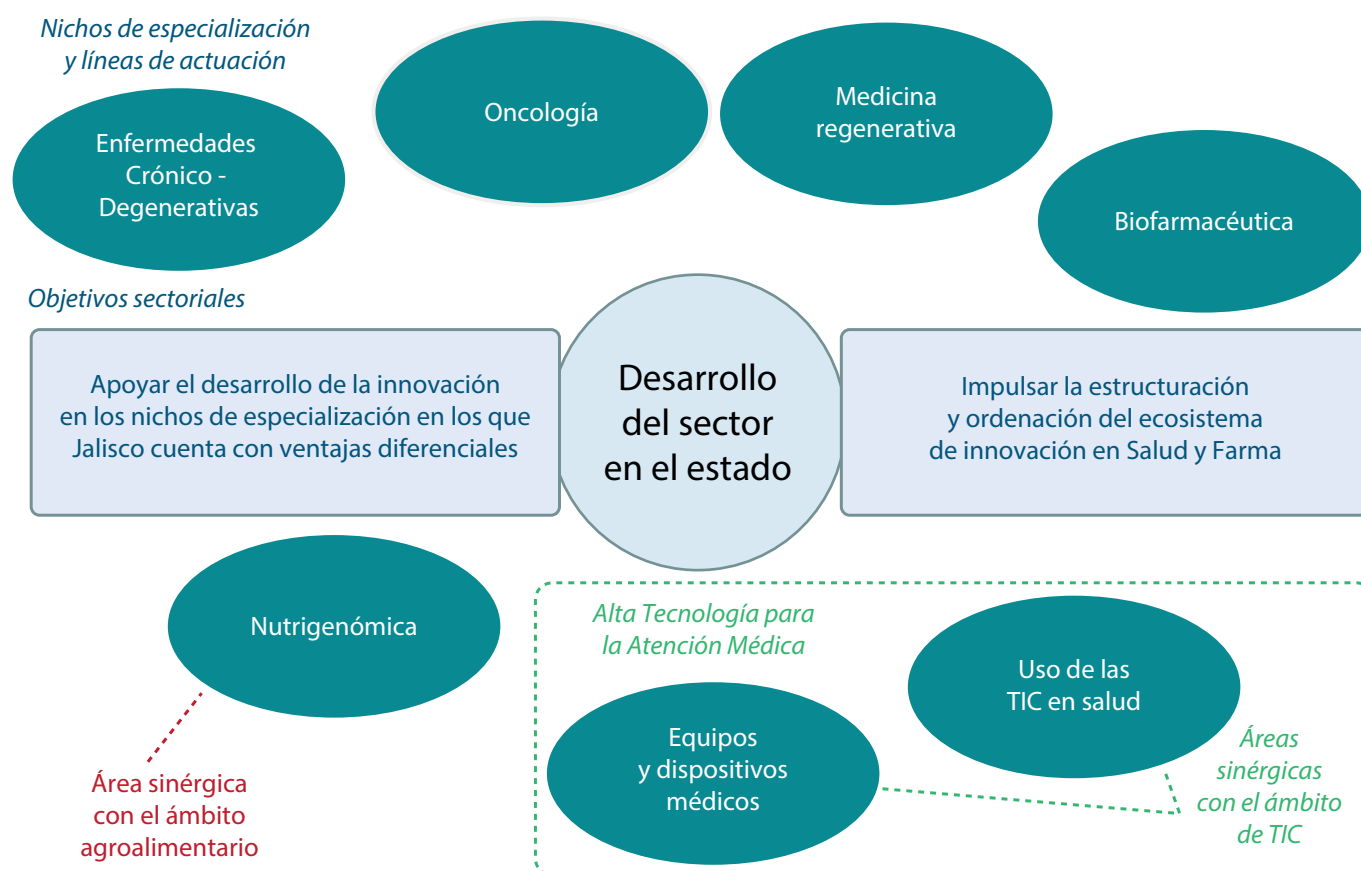 Nichos de especialización
y líneas de actuación
Enfermedades
Crónico -
Degenerativas
Oncología
Medicina
regenerativa
Biofarmacéutica
Objetivos sectoriales
Apoyar el desarrollo de la innovación
en los nichos de especialización en los que
Jalisco cuenta con ventajas diferenciales
Desarrollo
del sector
en el estado
Impulsar la estructuración
y ordenación del ecosistema
de innovación en Salud y Farma
Nutrigenómica
Área sinérgica
con el ámbito
agroalimentario
Alta Tecnología para
la Atención Médica
Equipos
y dispositivos
médicos
Uso de las
TIC en salud
Áreas
sinérgicas
con el ámbito
de TIC